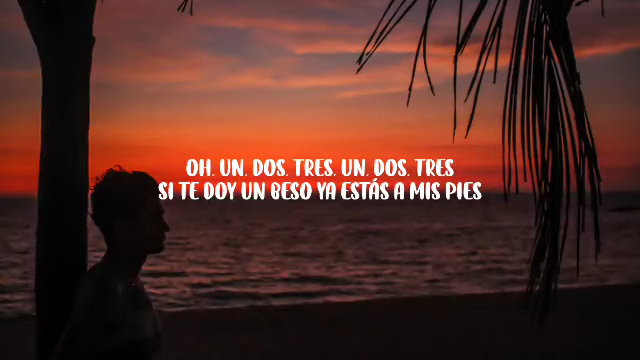 OH, UN, DOS, TRES, UN, DOS, TRES
SI TE DOY UN BESO YA ESTÁS A MIS PIES